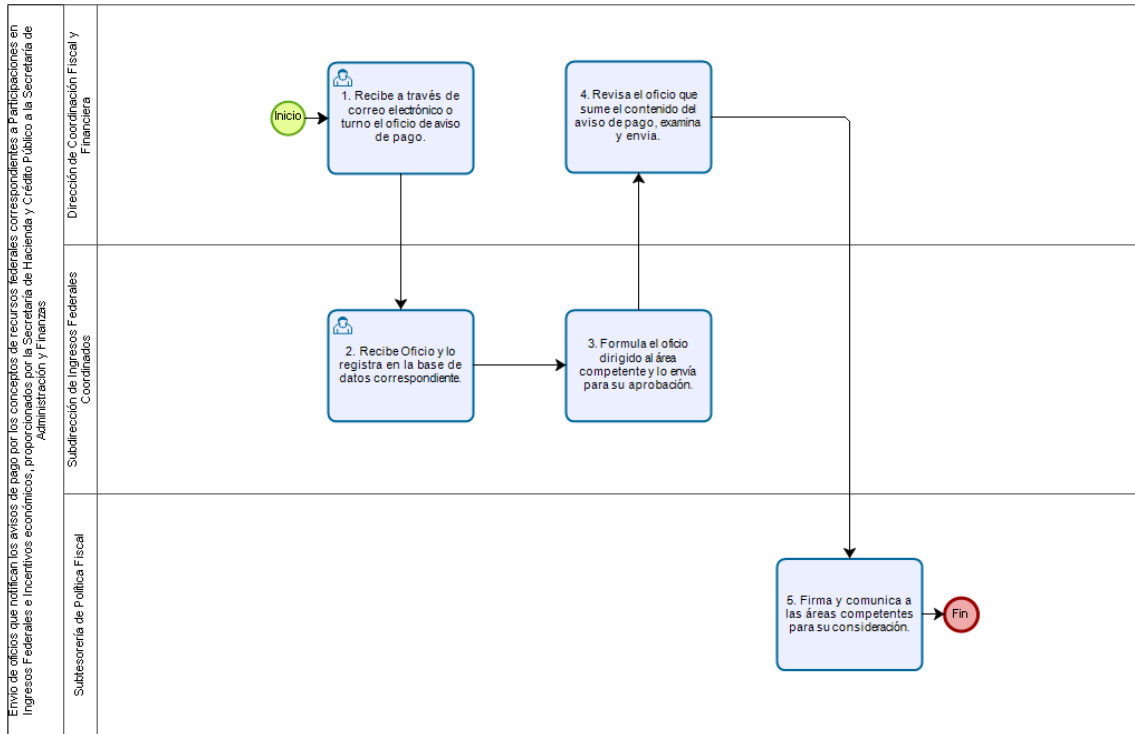 Envío de oficios que notifican los avisos de pago por los conceptos de recursos federales correspondientes a Participaciones en
Ingresos Federales e Incentivos económicos, proporcionados por la Secretaría de Hacienda y Crédito Público a la Secretaría de
Administración y Finanzas
Dirección de Coordinación Fiscal y
Financiera
Inicio
1. Recibe a través de
correo electrónico o
turno el oficio de aviso
de pago.
4. Revisa el oficio que
sume el contenido del
aviso de pago, examina
y envía.
Subdirección de Ingresos Federales
Coordinados
2. Recibe Oficio y lo
registra en la base de
datos correspondiente.
3. Formula el oficio
dirigido al área
competente y lo envía
para su aprobación.
Subtesorería de Política Fiscal
5. Firma y comunica a
las áreas competentes
para su consideración.
Fin